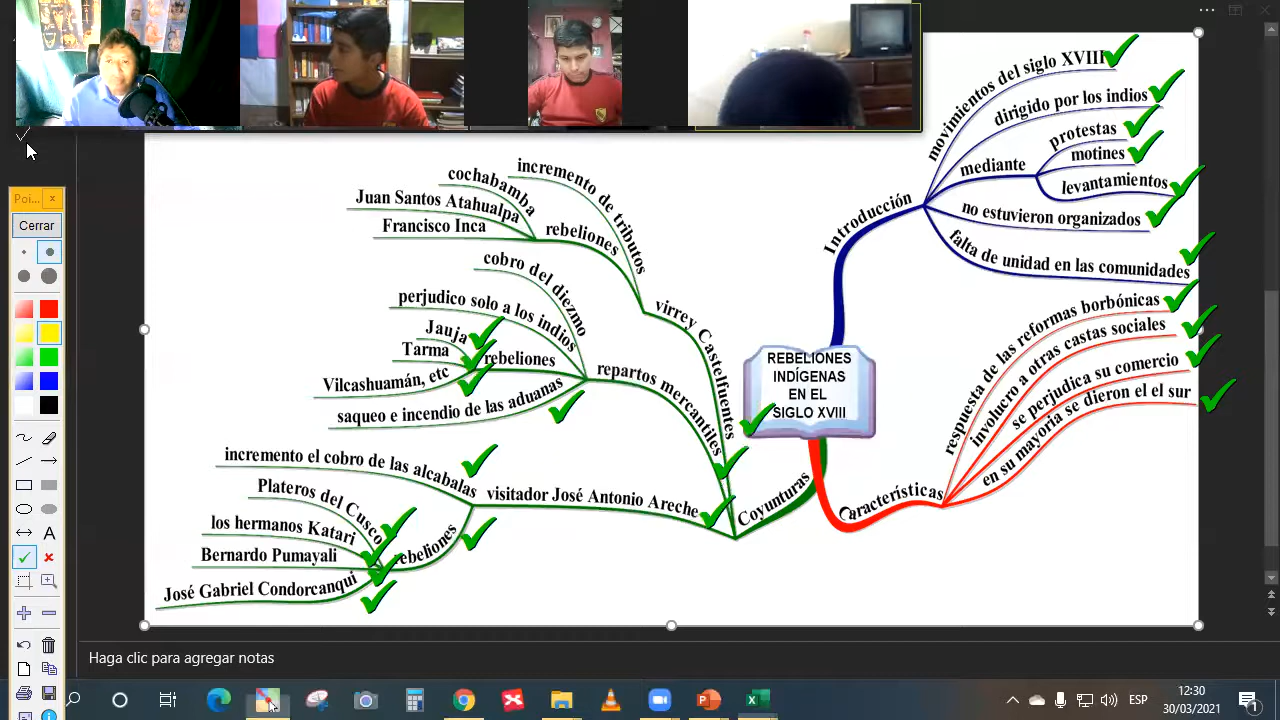 Poi...
Cerrar
A
REBELIONES
INDÍGENAS
EN EL
SIGLO XVIII
Introducción
movimientos del siglo XVIII
dirigido por los indios
mediante
protestas
motines
levantamientos
no estuvieron organizados
falta de unidad en las comunidades
Características
respuesta de las reformas borbónicas
involucro a otras castas sociales
se perjudica su comercio
en su mayoria se dieron el el sur
Coyunturas
virrey Castelfuentes
incremento de tributos
rebeliones
cochabamba
Juan Santos Atahualpa
Francisco Inca
repartos mercantiles
cobro del diezmo
perjudico solo a los indios
rebeliones
Jauja
Tarma
Vilcashuamán, etc
saqueo e incendio de las aduanas
visitador José Antonio Areche
incremento el cobro de las alcabalas
rebeliones
Plateros del Cusco
los hermanos Katari
Bernardo Pumayali
José Gabriel Condorcanqui
Haga clic para agregar notas
ESP
12:30
30/03/2021
1